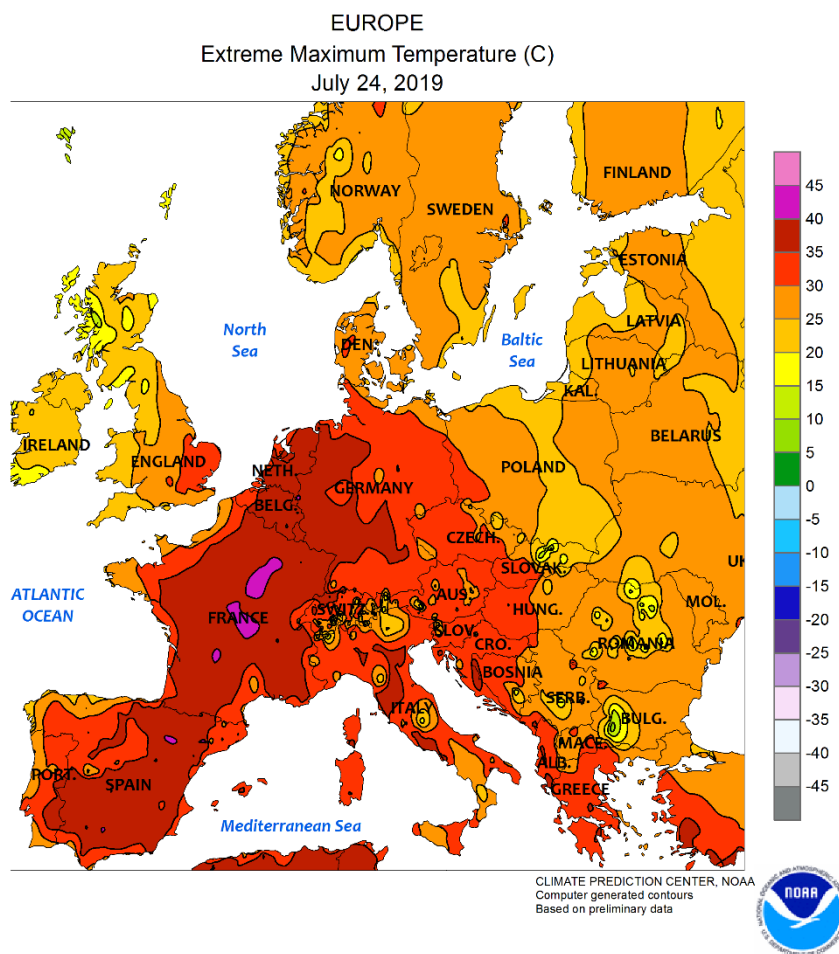 EUROPE
Extreme Maximum Temperature (C)
July 24, 2019
FINLAND
NORWAY
SWEDEN
ESTONIA
North
Sea
LATVIA
DEN.
Baltic
Sea
LITHUANIA
KAL.
IRELAND
ENGLAND
BELARUS
NETH.
POLAND
GERMANY
BELG.
CZECH.
UK
SLOVAK.
ATLANTIC
OCEAN
FRANCE
SWITZ.
AUS.
HUNG.
MOL.
SLOV.
ROMANIA
CRO.
BOSNIA
SERB.
ITALY
BULG.
MACE.
PORT.
SPAIN
ALB.
GREECE
Mediterranean Sea
45
40
35
30
25
20
15
10
5
0
-5
-10
-15
-20
-25
-30
-35
-40
-45
CLIMATE PREDICTION CENTER, NOAA
Computer generated contours
Based on preliminary data
NOAA